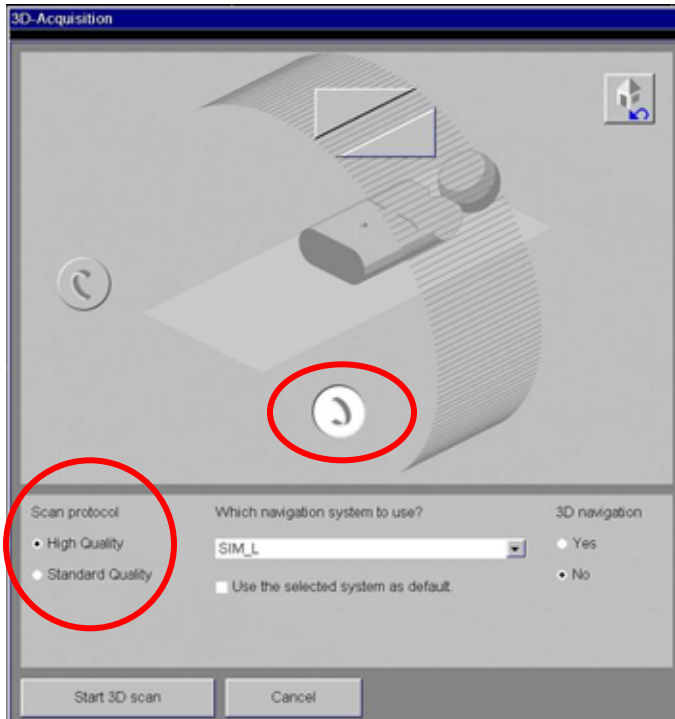 3D-Acquisition
Scan protocol
High Quality
Standard Quality
Which navigation system to use?
SIM_L
Use the selected system as default.
3D navigation
Yes
No
Start 3D scan
Cancel